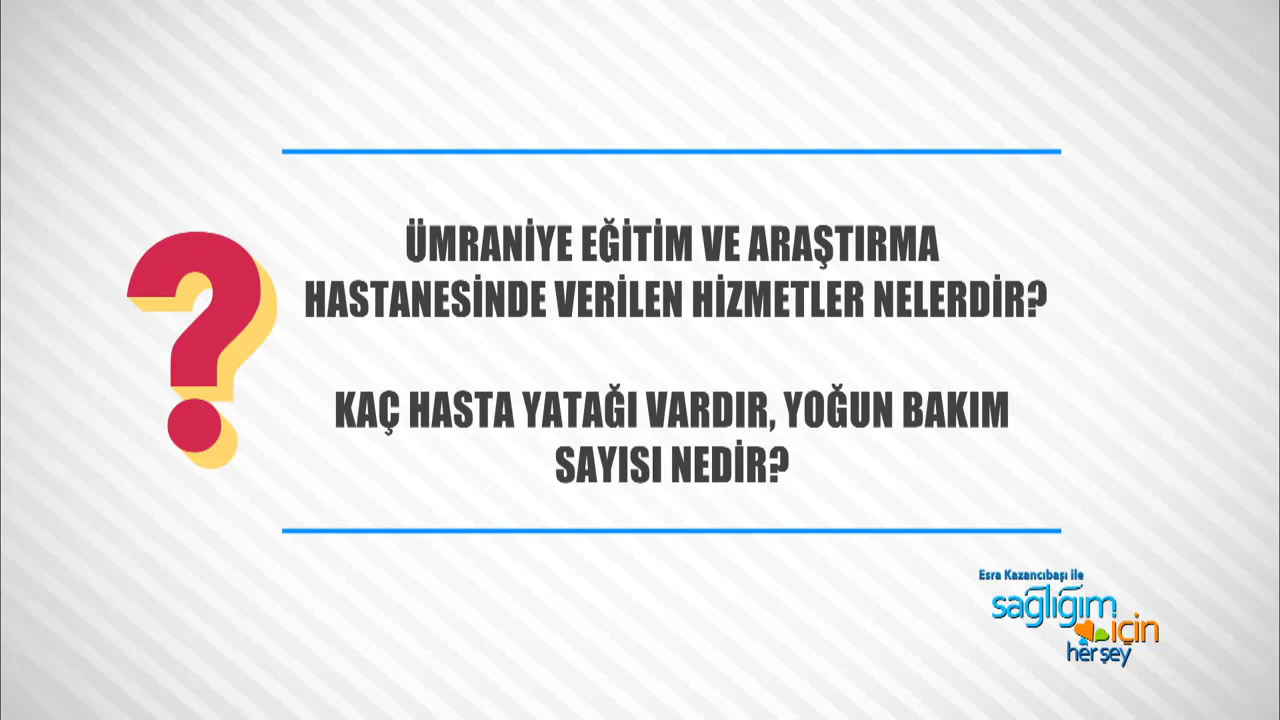 ÜMRANİYE EĞİTİM VE ARAŞTIRMA
HASTANESİNDE VERİLEN HİZMETLER NELERDİR?
KAÇ HASTA YATAĞI VARDIR, YOĞUN BAKIM
SAYISI NEDİR?
Esra Kazancıbaşı ile
sağlığım
için
her şey